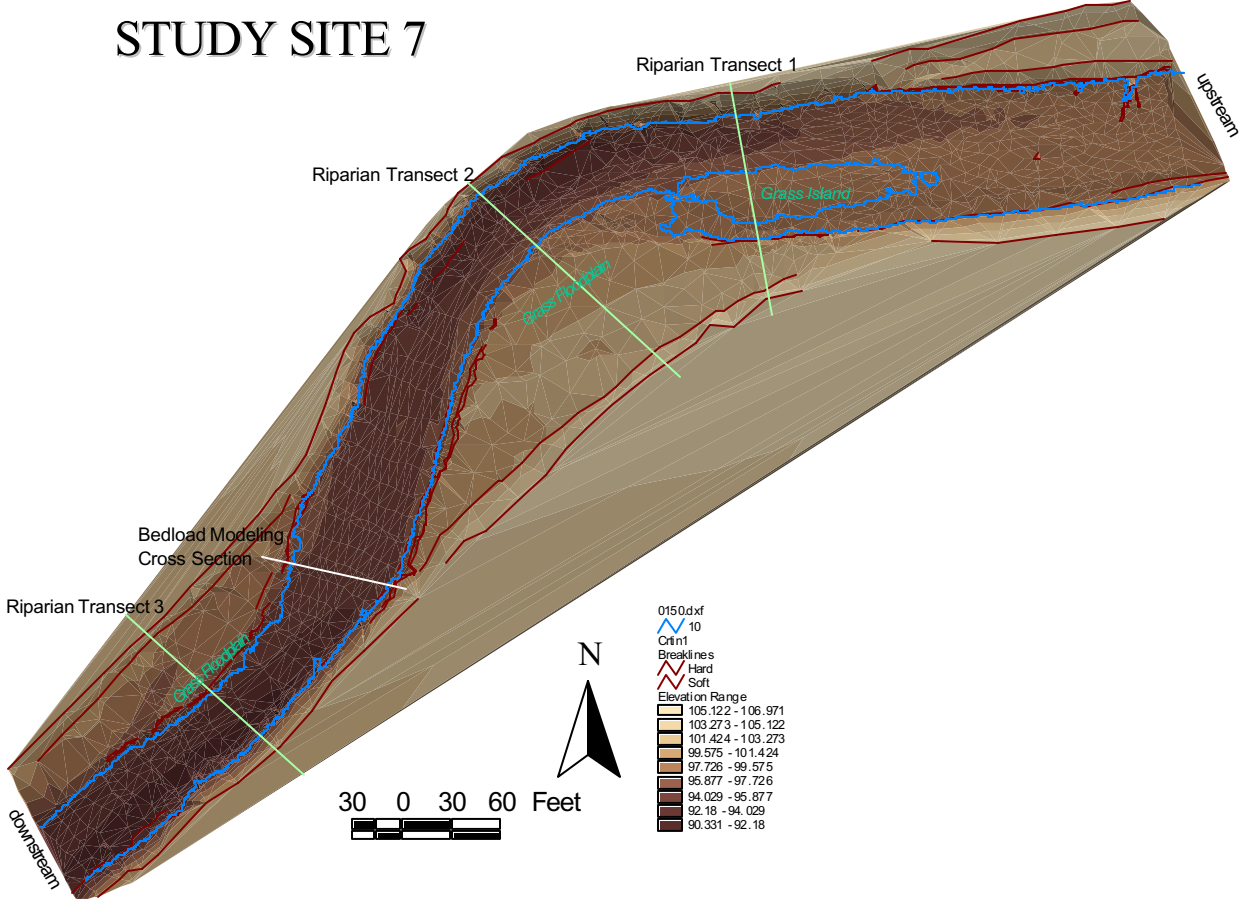 STUDY SITE 7
Riparian Transect 1
upstream
Riparian Transect 2
Grass Island
Grass Floodplain
Bedload Modeling
Cross Section
Riparian Transect 3
Grass Floodplain
downstream
N
30 0 30 60 Feet
0150.dxf
10
Crtin1
Breaklines
Hard
Soft
Elevation Range
105.122 - 106.971
103.273 - 105.122
101.424 - 103.273
99.575 - 101.424
97.726 - 99.575
95.877 - 97.726
94.029 - 95.877
92.18 - 94.029
90.331 - 92.18